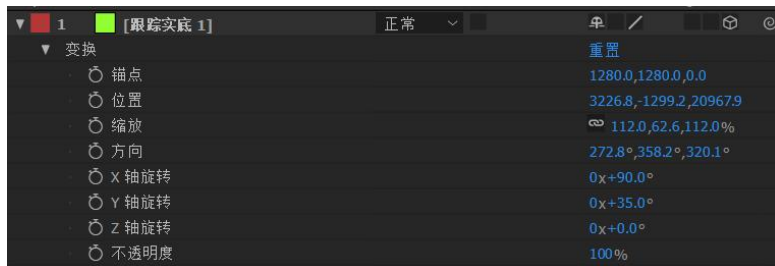 1 [跟踪实底 1] 正常
变换 重置
锚点 1280.0,1280.0,0.0
位置 3226.8,-1299.2,20967.9
缩放 112.0,62.6,112.0%
方向 272.8°,358.2°,320.1°
X 轴旋转 0x+90.0°
Y 轴旋转 0x+35.0°
Z 轴旋转 0x+0.0°
不透明度 100%